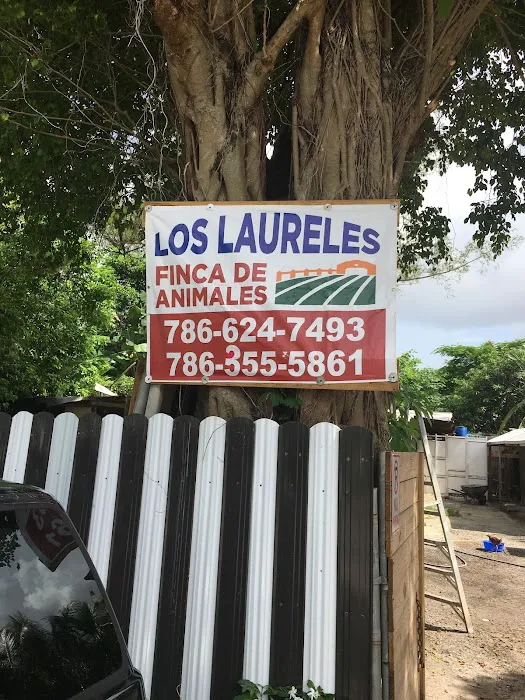 LOS LAURELES
FINCA DE
ANIMALES
786-624-7493
786-355-5861